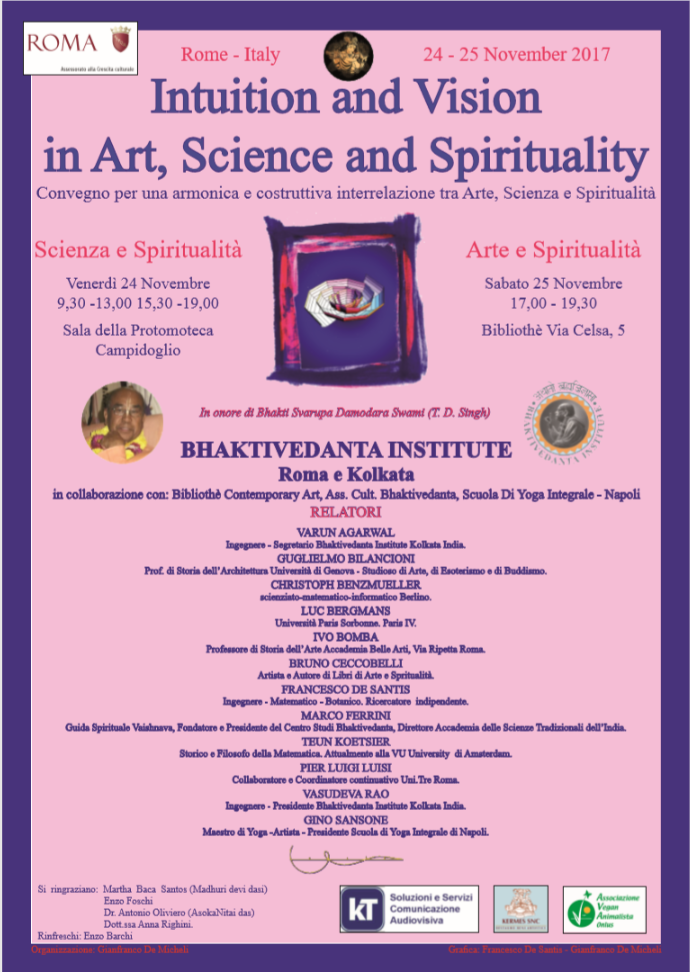 ROMA
Assessorato alla Crescita culturale
Rome - Italy
24 - 25 November 2017
Intuition and Vision
in Art, Science and Spirituality
Convegno per una armonica e costruttiva interrelazione tra Arte, Scienza e Spiritualità
Scienza e Spiritualità
Venerdì 24 Novembre
9,30 -13,00 15,30 -19,00
Sala della Protomoteca
Campidoglio
Arte e Spiritualità
Sabato 25 Novembre
17,00 - 19,30
Bibliothè Via Celsa, 5
In onore di Bhakti Svarupa Damodara Swami (T. D. Singh)
BHAKTIVEDANTA INSTITUTE
BHAKTIVEDANTA INSTITUTE
Roma e Kolkata
in collaborazione con: Bibliothè Contemporary Art, Ass. Cult. Bhaktivedanta, Scuola Di Yoga Integrale - Napoli
RELATORI
VARUN AGARWAL
Ingegnere - Segretario Bhaktivedanta Institute Kolkata India.
GUGLIELMO BILANCIONI
Prof. di Storia dell'Architettura Università di Genova - Studioso di Arte, di Esoterismo e di Buddismo.
CHRISTOPH BENZMUELLER
scienziato-matematico-informatico Berlino.
LUC BERGMANS
Università Paris Sorbonne. Paris IV.
IVO BOMBA
Professore di Storia dell'Arte Accademia Belle Arti, Via Ripetta Roma.
BRUNO CECCOBELLI
Artista e Autore di Libri di Arte e Spritualità.
FRANCESCO DE SANTIS
Ingegnere - Matematico - Botanico. Ricercatore indipendente.
MARCO FERRINI
Guida Spirituale Vaishnava, Fondatore e Presidente del Centro Studi Bhaktivedanta, Direttore Accademia delle Scienze Tradizionali dell'India.
TEUN KOETSIER
Storico e Filosofo della Matematica. Attualmente alla VU University di Amsterdam.
PIER LUIGI LUISI
Collaboratore e Coordinatore continuativo Uni.Tre Roma.
VASUDEVA RAO
Ingegnere - Presidente Bhaktivedanta Institute Kolkata India.
GINO SANSONE
Maestro di Yoga -Artista - Presidente Scuola di Yoga Integrale di Napoli.
Si ringraziano: Martha Baca Santos (Madhuri devi dasi)
Enzo Foschi
Dr. Antonio Oliviero (AsokaNitai das)
Dott.ssa Anna Righini.
Rinfreschi: Enzo Barchi
kT
Soluzioni e Servizi
Comunicazione
Audiovisiva
KERMES SNC
Associazione
Vegan
Animalista
Onlus
Organizzazione: Gianfranco De Micheli
Grafica: Francesco De Santis - Gianfranco De Micheli